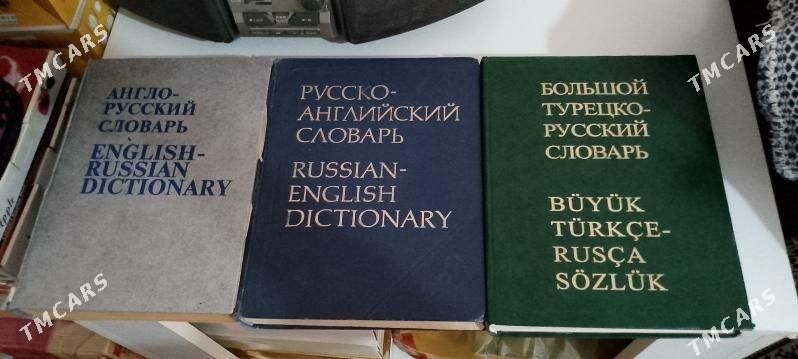 АНГЛО-
РУССКИЙ
СЛОВАРЬ
ENGLISH-
RUSSIAN
DICTIONARY
РУССКО-
АНГЛИЙСКИЙ
СЛОВАРЬ
RUSSIAN-
ENGLISH
DICTIONARY
БОЛЬШОЙ
ТУРЕЦКО-
РУССКИЙ
СЛОВАРЬ
BÜYÜK
TÜRKÇE-
RUSÇA
SÖZLÜK
TMCARS
TMCARS
TMCARS
TMCARS